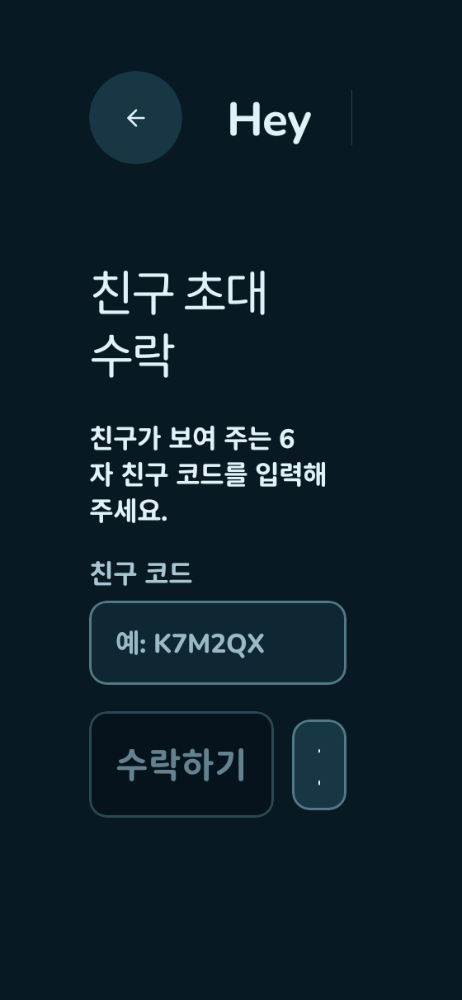 Hey
친구 초대
수락
친구가 보여 주는 6
자 친구 코드를 입력해
주세요.
친구 코드
예: K7M2QX
수락하기